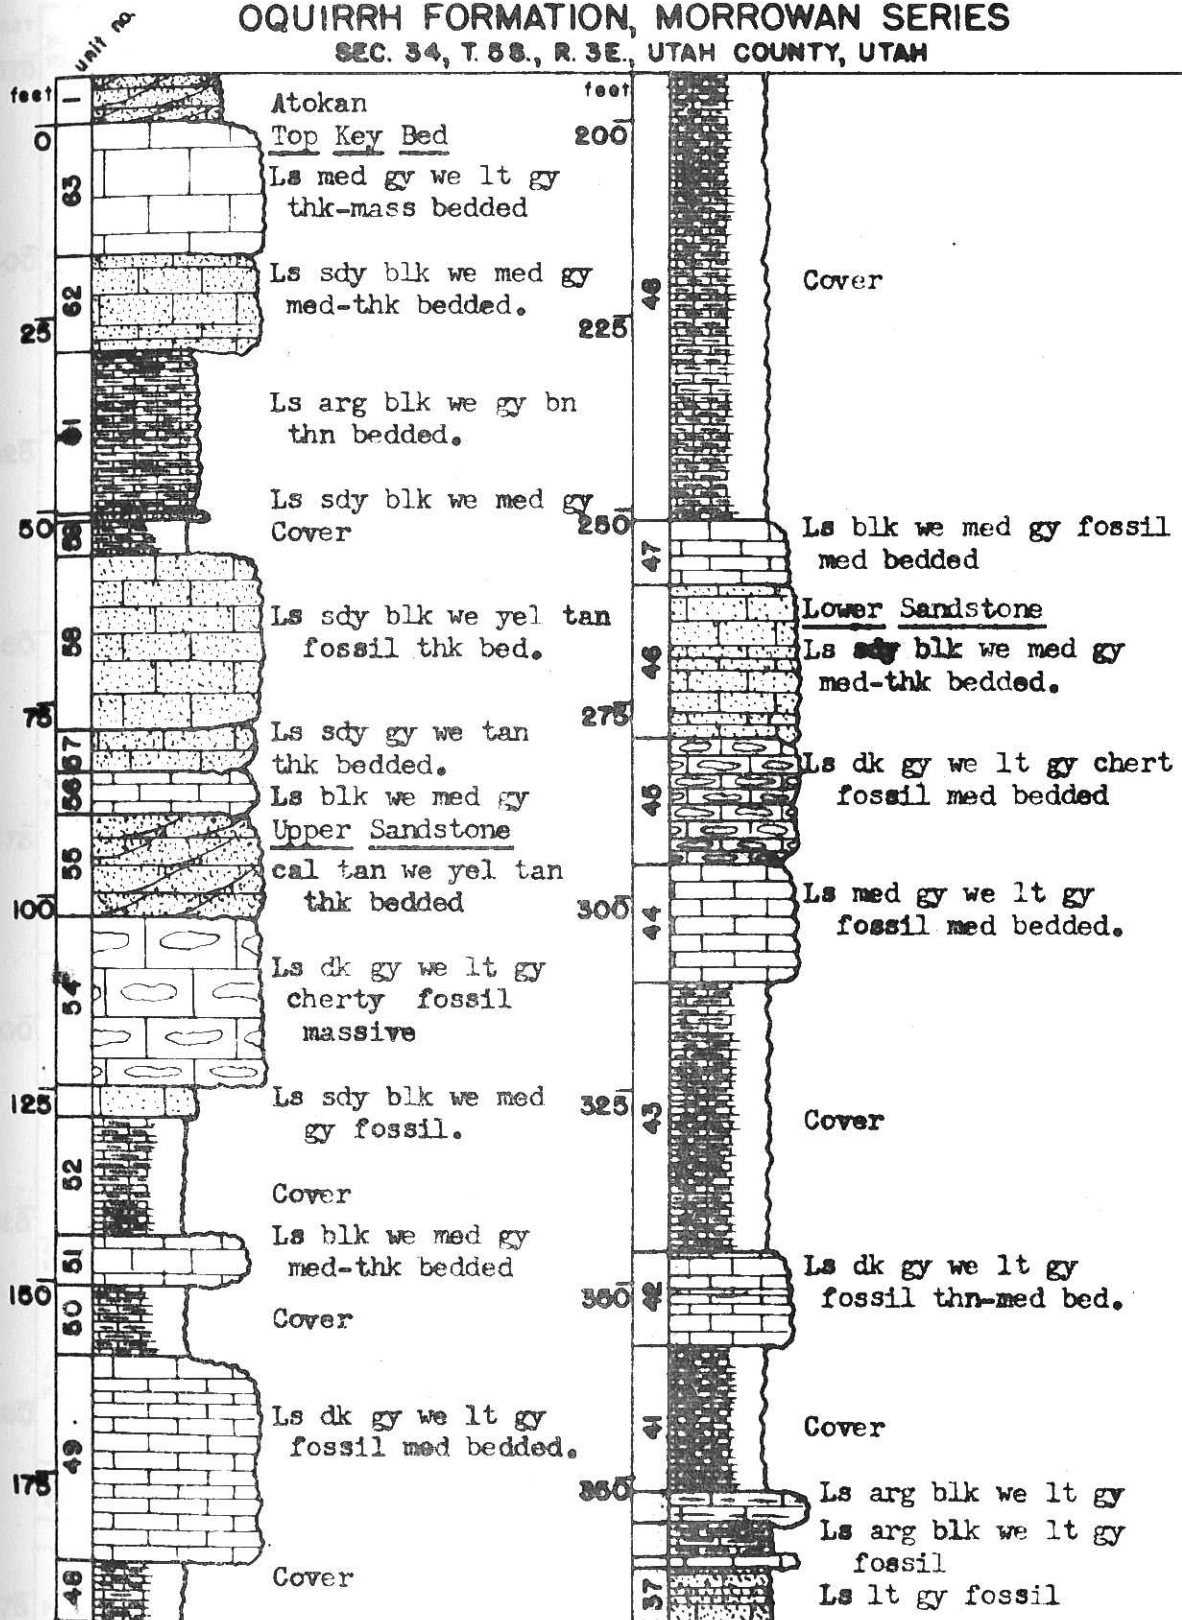 OQUIRRH FORMATION, MORROWAN SERIES
SEC. 34, T. 5S., R. 3E., UTAH COUNTY, UTAH
unit no.
feet
1
Atokan
0
Top Key Bed
63
Ls med gy we lt gy
thk-mass bedded
62
Ls sdy blk we med gy
med-thk bedded.
25
61
Ls arg blk we gy bn
thn bedded.
Ls sdy blk we med gy
50
59
Cover
58
Ls sdy blk we yel tan
fossil thk bed.
75
57
Ls sdy gy we tan
thk bedded.
56
Ls blk we med gy
Upper Sandstone
55
cal tan we yel tan
thk bedded
100
54
Ls dk gy we lt gy
cherty fossil
massive
125
Ls sdy blk we med
gy fossil.
52
Cover
51
Ls blk we med gy
med-thk bedded
150
50
Cover
49
Ls dk gy we lt gy
fossil med bedded.
175
48
Cover
feet
200
48
Cover
225
250
47
Ls blk we med gy fossil
med bedded
Lower Sandstone
46
Ls sdy blk we med gy
med-thk bedded.
275
45
Ls dk gy we lt gy chert
fossil med bedded
300
44
Ls med gy we lt gy
fossil med bedded.
325
43
Cover
350
42
Ls dk gy we lt gy
fossil thn-med bed.
41
Cover
350
Ls arg blk we lt gy
Ls arg blk we lt gy
fossil
37
Ls lt gy fossil